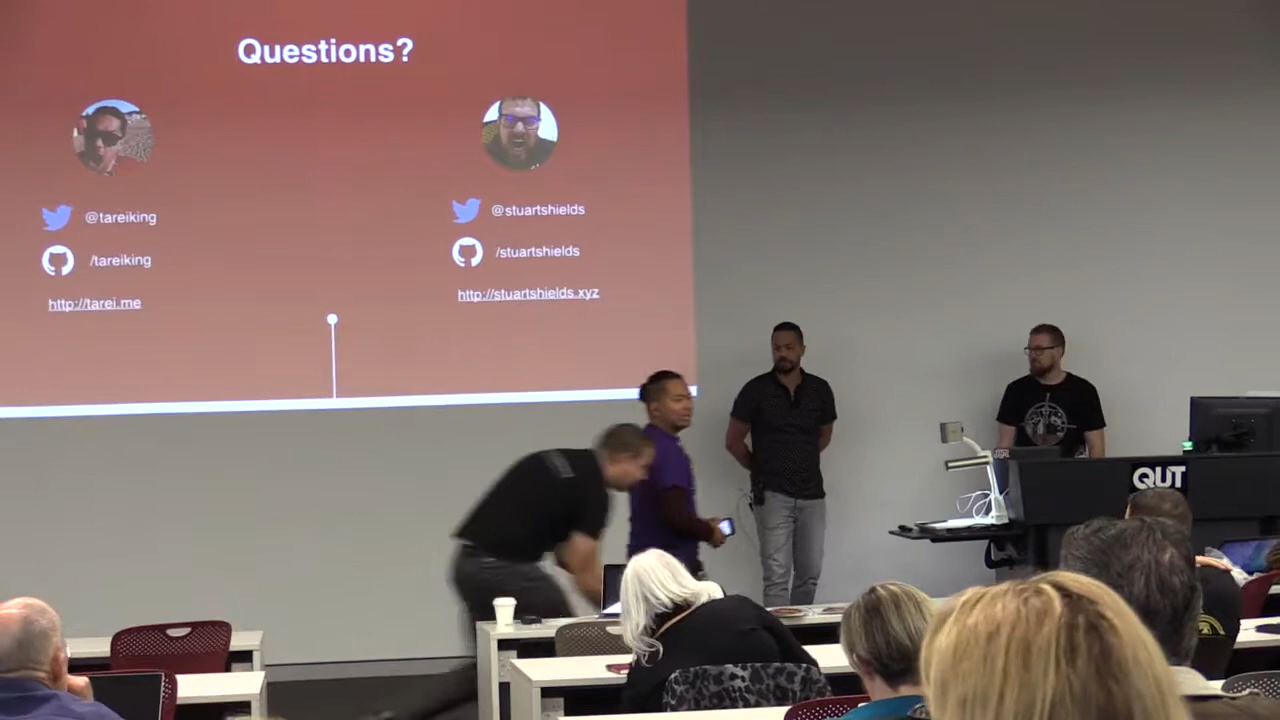 Questions?
@tareiking
/tareiking
http://tarei.me
@stuartshields
/stuartshields
http://stuartshields.xyz
QUT